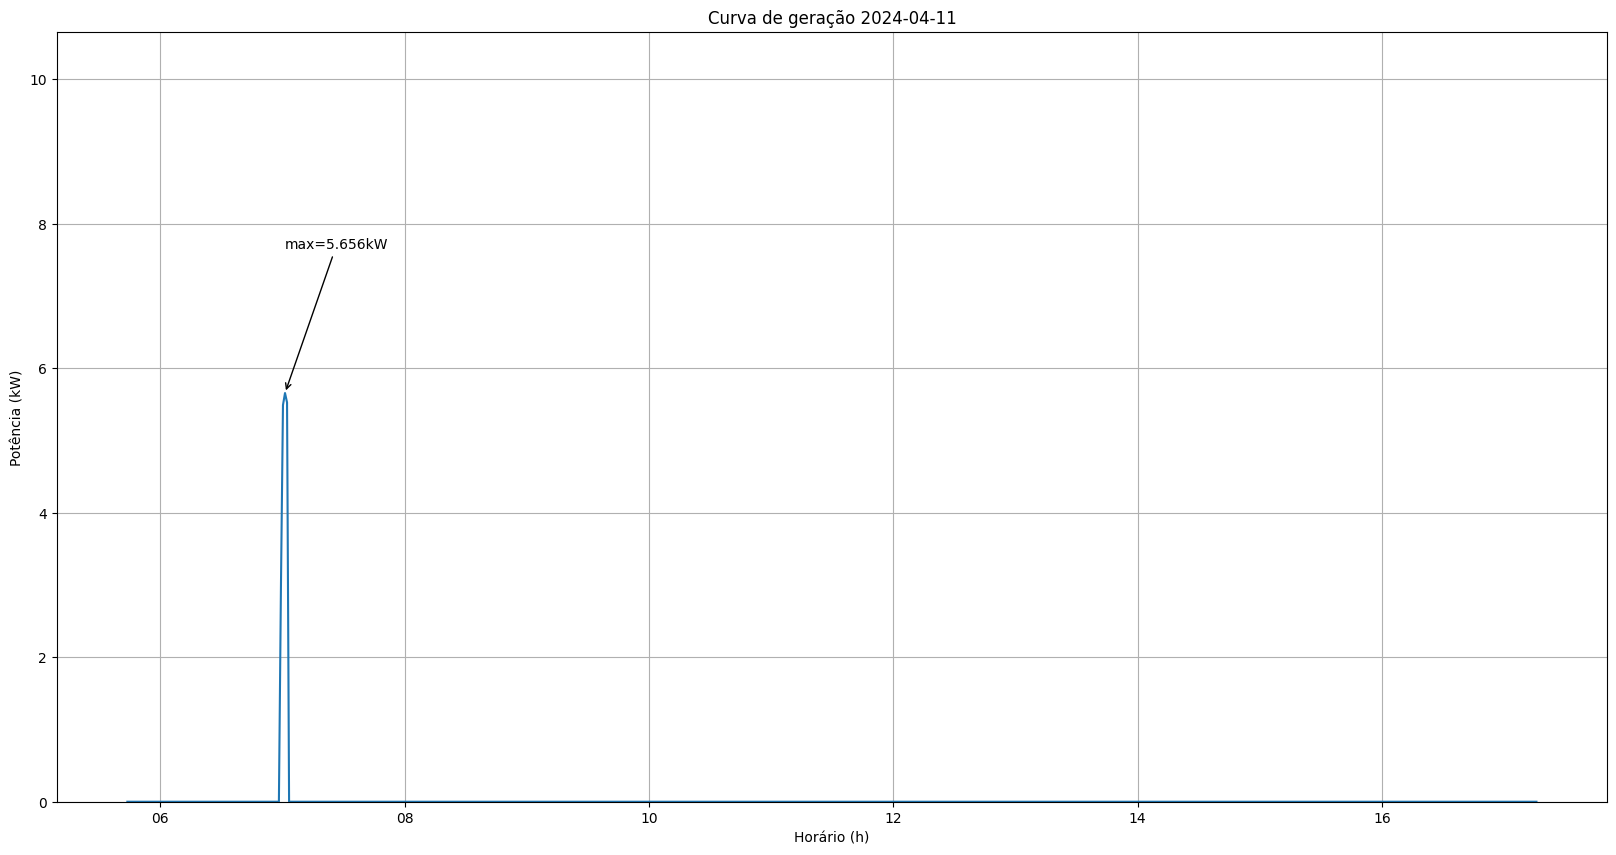 Curva de geração 2024-04-11
Potência (kW)
10
8
6
4
2
0
max=5.656kW
06 08 10 12 14 16
Horário (h)